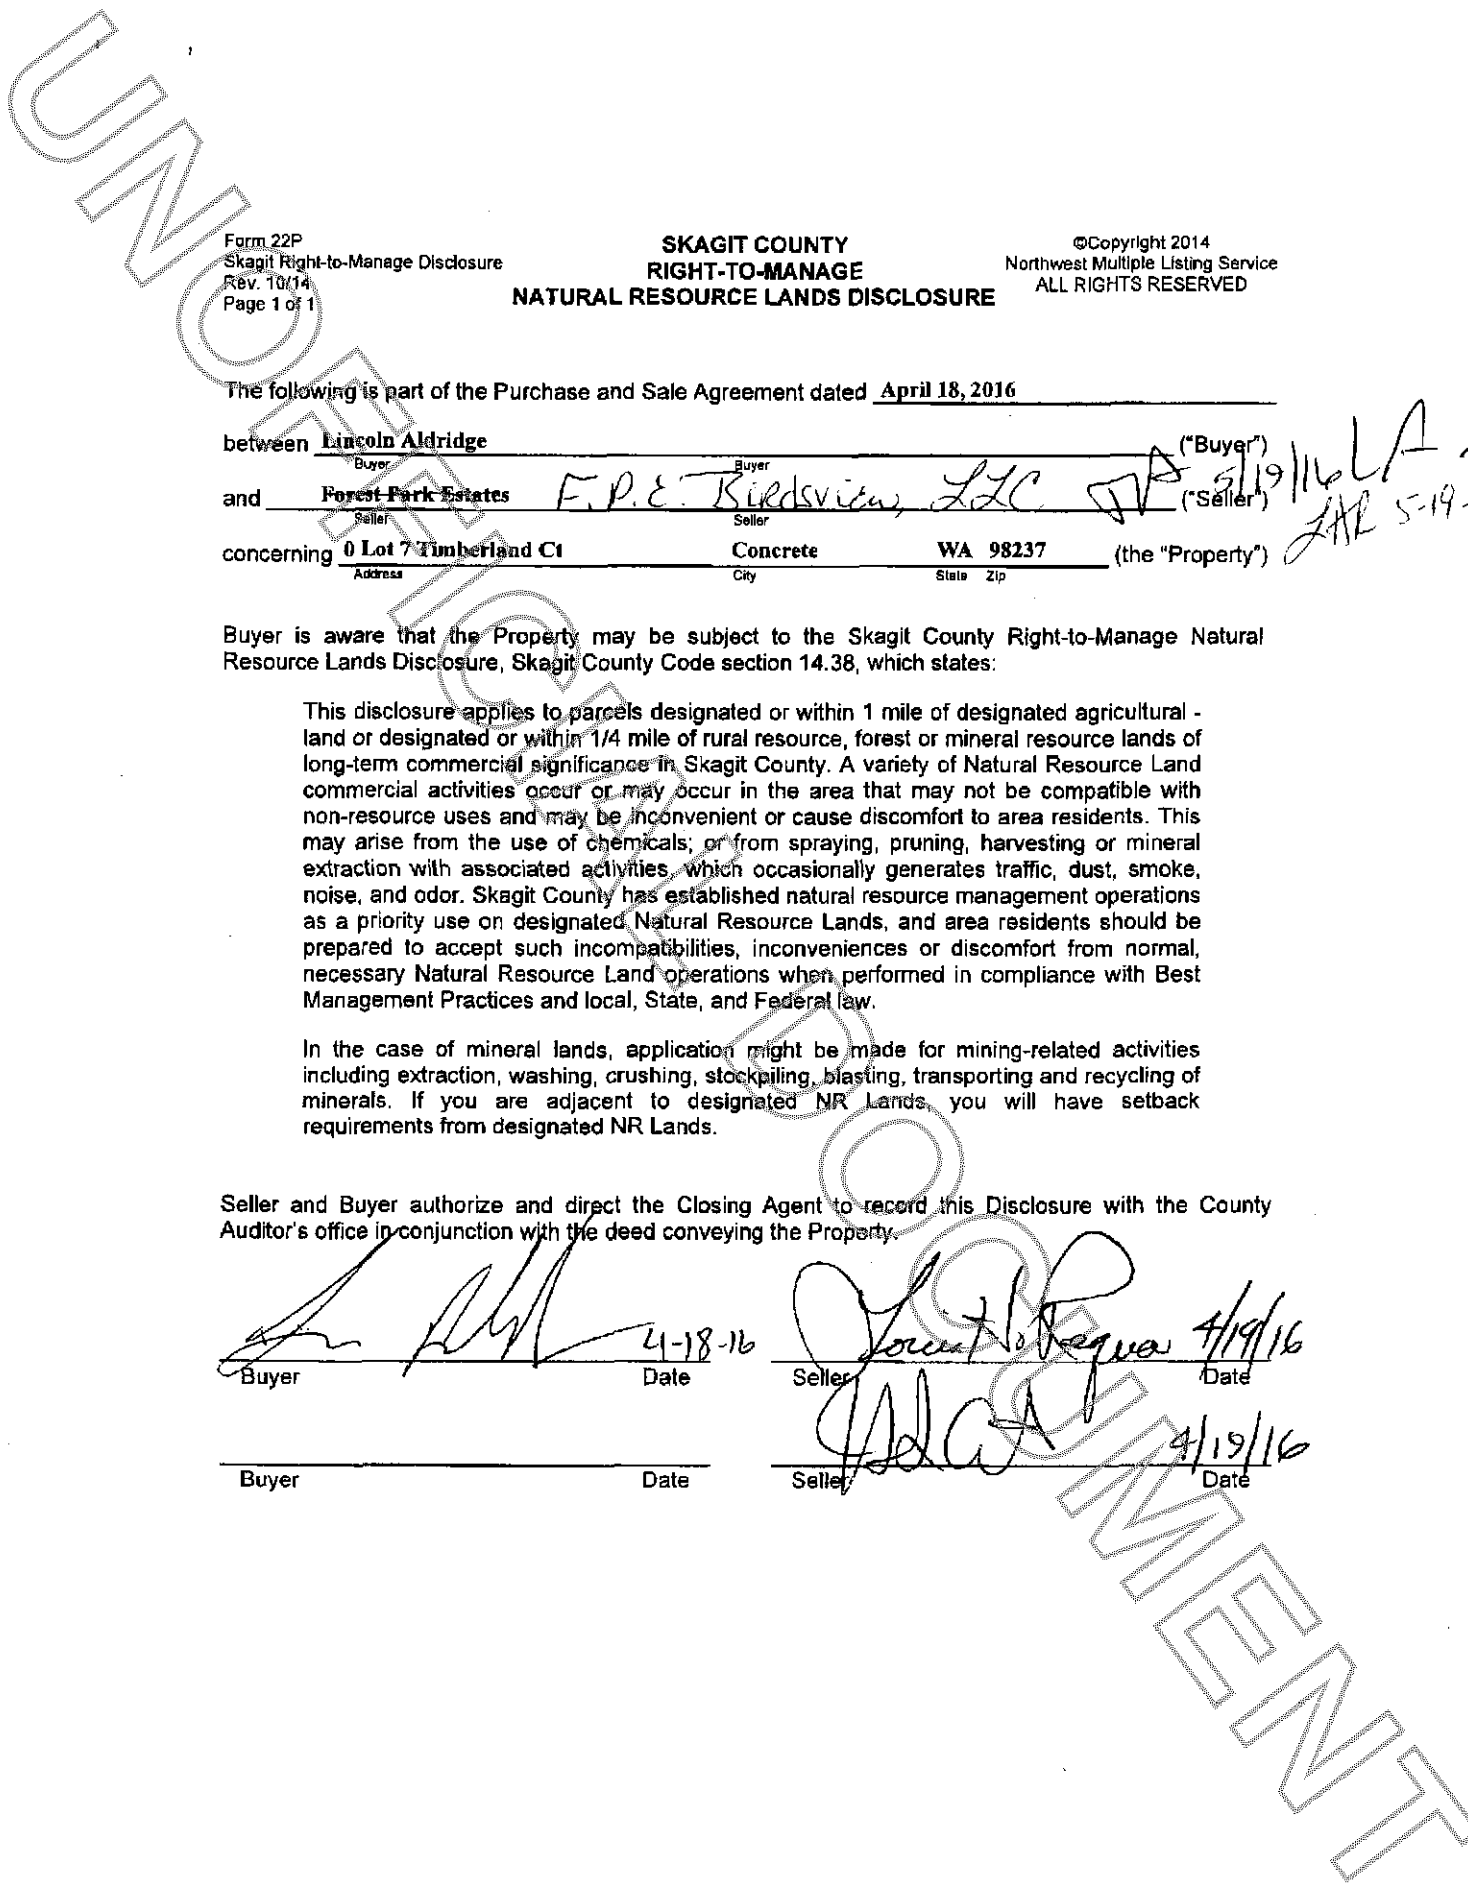 UNOFFICIAL DOCUMENT
Form 22P
Skagit Right-to-Manage Disclosure
Rev. 10/14
Page 1 of 1
SKAGIT COUNTY
RIGHT-TO-MANAGE
NATURAL RESOURCE LANDS DISCLOSURE
©Copyright 2014
Northwest Multiple Listing Service
ALL RIGHTS RESERVED
The following is part of the Purchase and Sale Agreement dated April 18, 2016
between Lincoln Aldridge ("Buyer")
Buyer Buyer
and Forest Park Estates F.P.E. Birdsview, LLC ("Seller") 5/19/16 LA
Seller Seller
LAR 5-19-
concerning 0 Lot 7 Timberland Ct Concrete WA 98237 (the "Property")
Address City State Zip
Buyer is aware that the Property may be subject to the Skagit County Right-to-Manage Natural
Resource Lands Disclosure, Skagit County Code section 14.38, which states:
This disclosure applies to parcels designated or within 1 mile of designated agricultural -
land or designated or within 1/4 mile of rural resource, forest or mineral resource lands of
long-term commercial significance in Skagit County. A variety of Natural Resource Land
commercial activities occur or may occur in the area that may not be compatible with
non-resource uses and may be inconvenient or cause discomfort to area residents. This
may arise from the use of chemicals; or from spraying, pruning, harvesting or mineral
extraction with associated activities, which occasionally generates traffic, dust, smoke,
noise, and odor. Skagit County has established natural resource management operations
as a priority use on designated Natural Resource Lands, and area residents should be
prepared to accept such incompatibilities, inconveniences or discomfort from normal,
necessary Natural Resource Land operations when performed in compliance with Best
Management Practices and local, State, and Federal law.
In the case of mineral lands, application might be made for mining-related activities
including extraction, washing, crushing, stockpiling, blasting, transporting and recycling of
minerals. If you are adjacent to designated NR Lands, you will have setback
requirements from designated NR Lands.
Seller and Buyer authorize and direct the Closing Agent to record this Disclosure with the County
Auditor's office in conjunction with the deed conveying the Property.
4-18-16 4/19/16
Buyer Date Seller Date
4/19/16
Buyer Date Seller Date